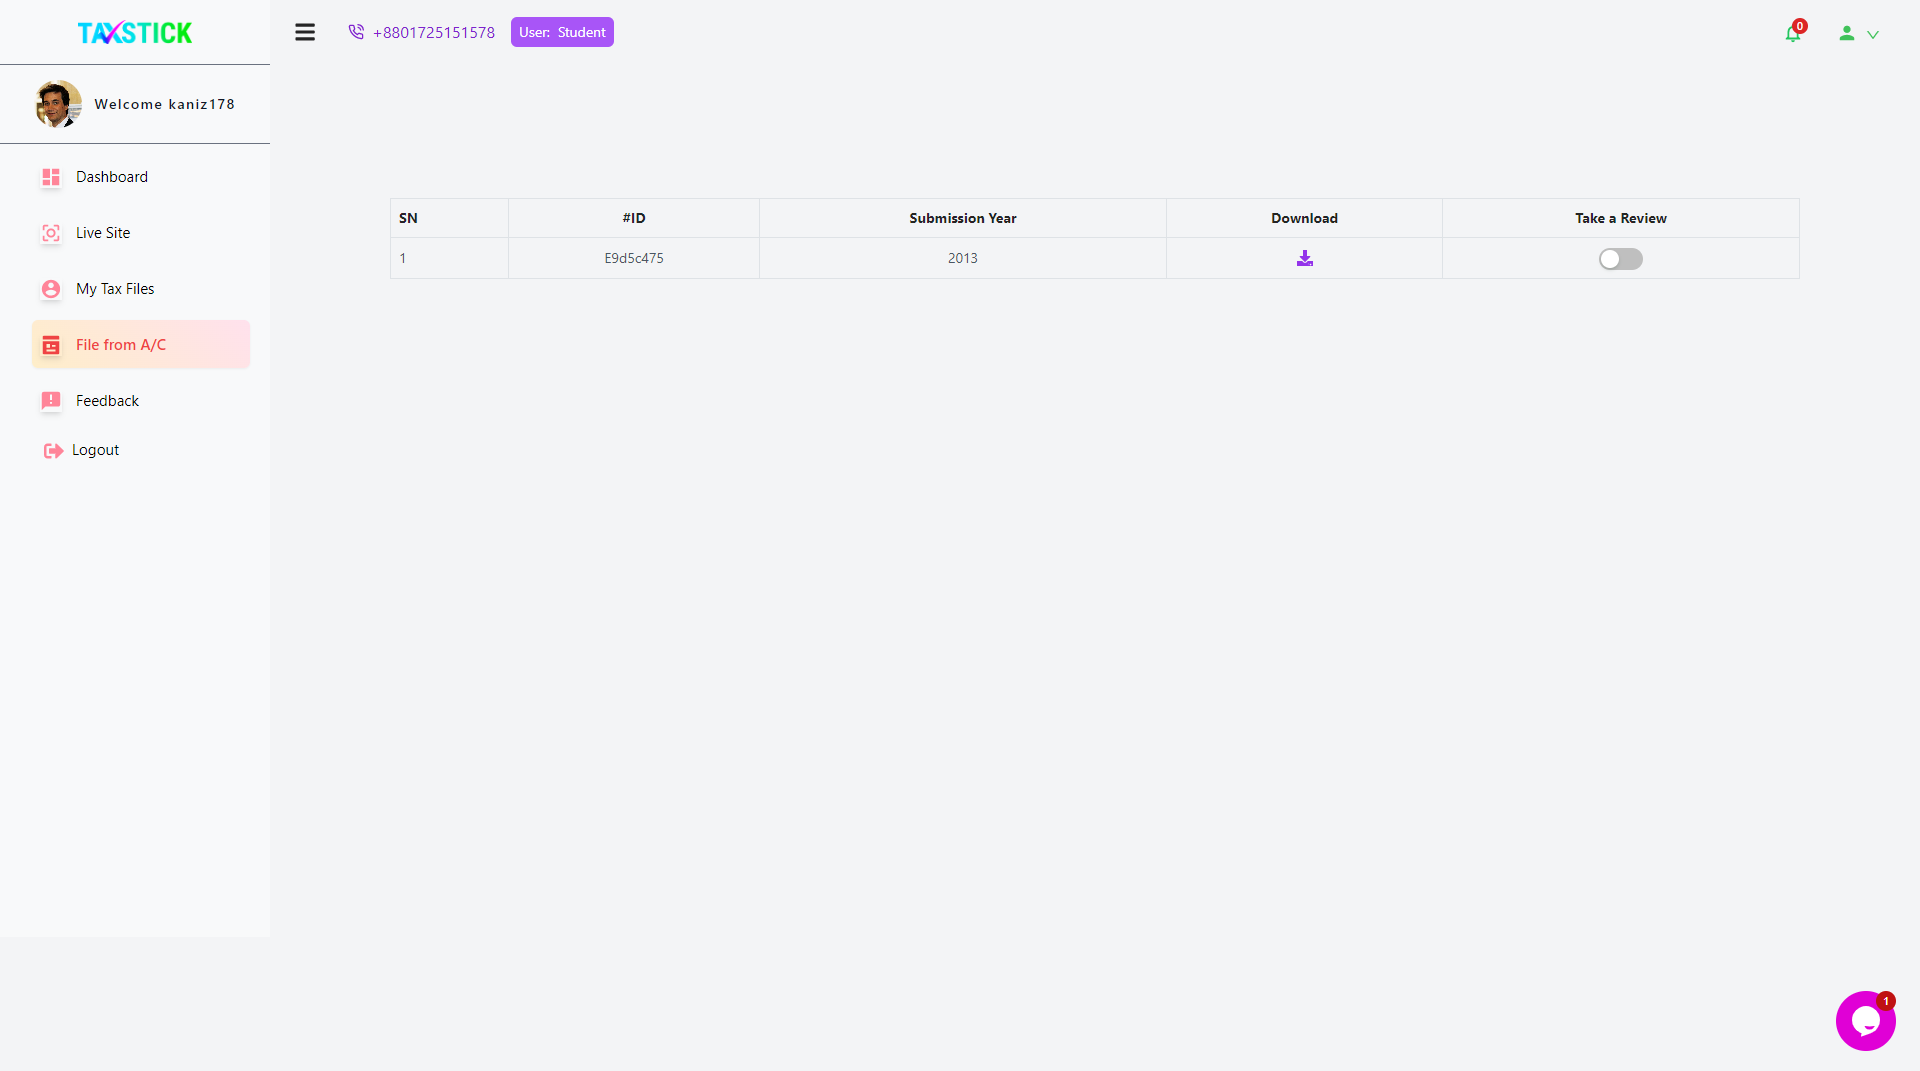 TAXSTICK
+8801725151578
User: Student
0
Welcome kaniz178
Dashboard
Live Site
My Tax Files
File from A/C
Feedback
Logout
SN #ID Submission Year Download Take a Review
1 E9d5c475 2013
1